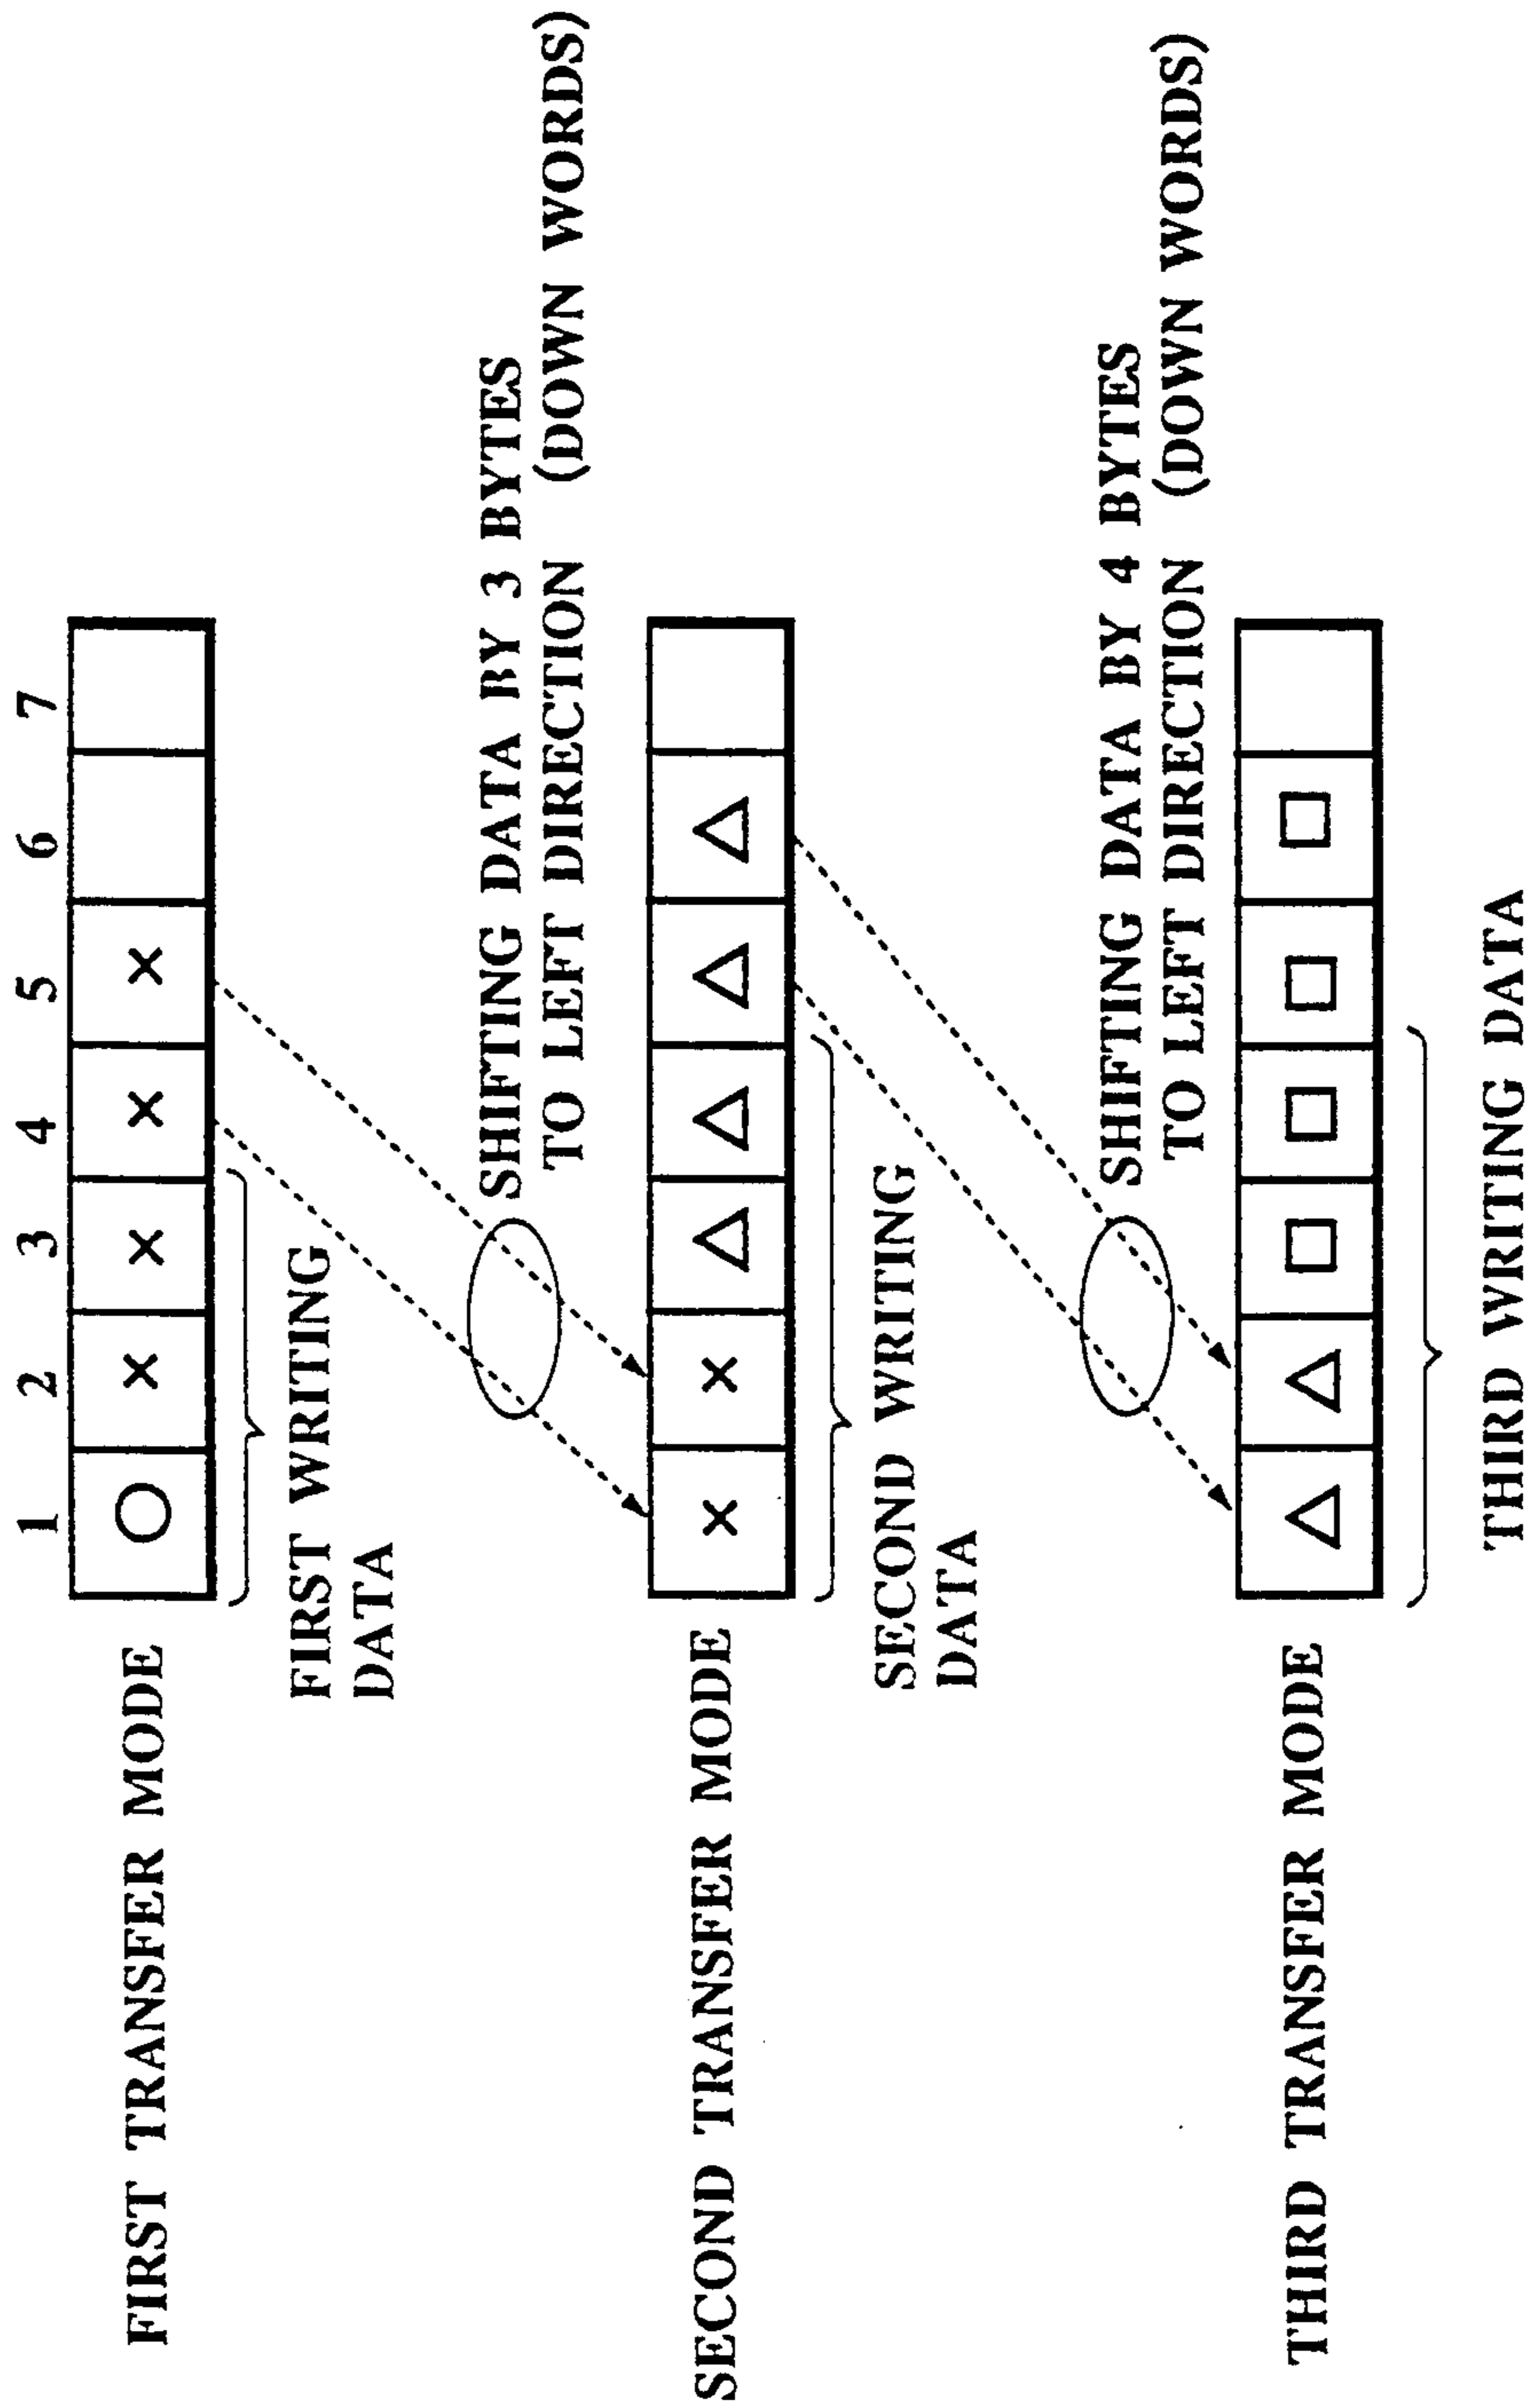 1 2 3 4 5 6 7
FIRST TRANSFER MODE
FIRST WRITING
DATA
SHIFTING DATA BY 3 BYTES
TO LEFT DIRECTION (DOWN WORDS)
SECOND TRANSFER MODE
SECOND WRITING
DATA
SHIFTING DATA BY 4 BYTES
TO LEFT DIRECTION (DOWN WORDS)
THIRD TRANSFER MODE
THIRD WRITING DATA